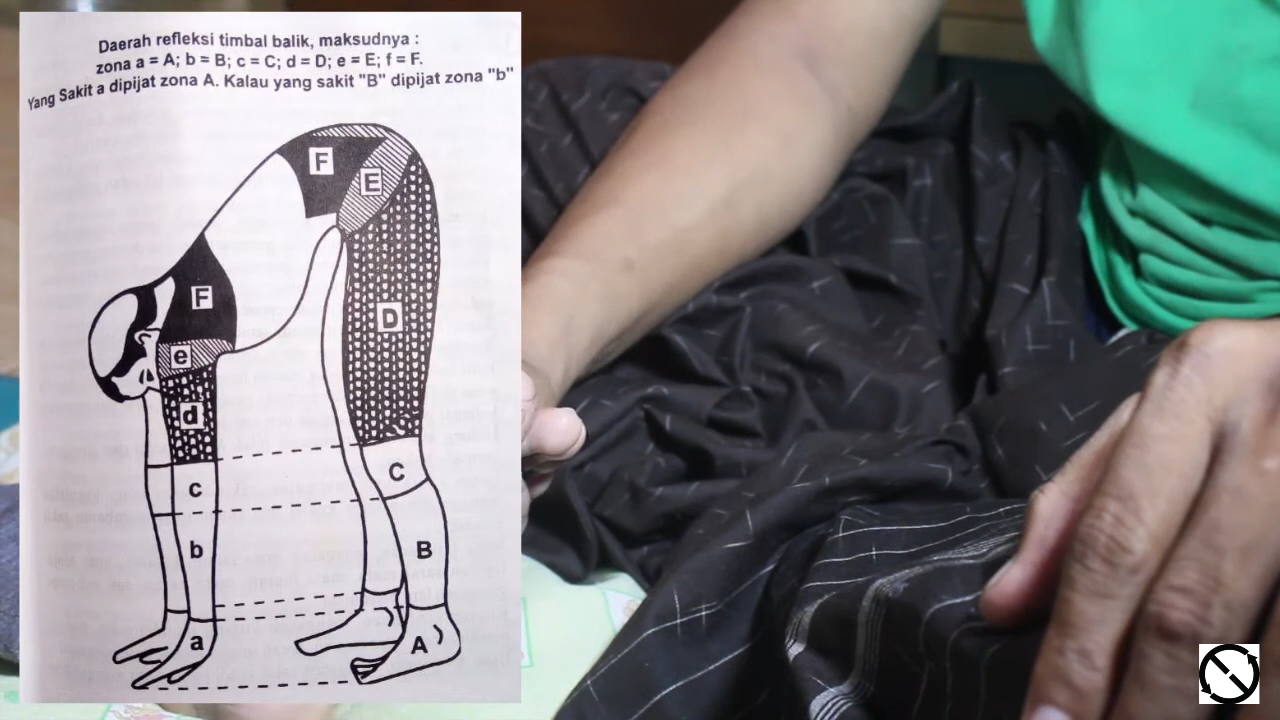 Daerah refleksi timbal balik, maksudnya :
zona a = A; b = B; c = C; d = D; e = E; f = F.
Yang Sakit a dipijat zona A. Kalau yang sakit "B" dipijat zona "b"
F
E
F
D
e
d
C
c
b
B
a
A